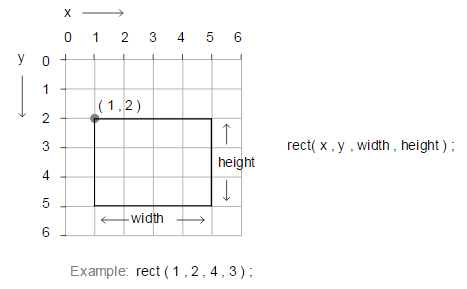 x
0 1 2 3 4 5 6
y
0
1
( 1 , 2 )
2
3
rect( x , y , width , height ) ;
height
4
5
width
6
Example: rect ( 1 , 2 , 4 , 3 ) ;